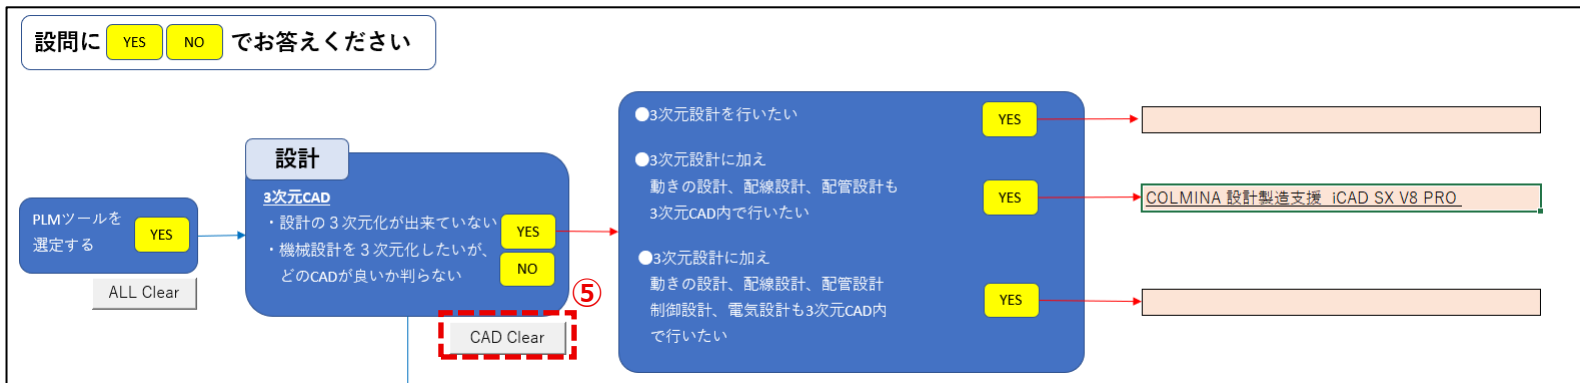 設問に YES NO でお答えください
PLMツールを
選定する
YES
ALL Clear
設計
3次元CAD
・設計の３次元化が出来ていない
・機械設計を３次元化したいが、
どのCADが良いか判らない
YES
NO
⑤
CAD Clear
●3次元設計を行いたい
YES
●3次元設計に加え
動きの設計、配線設計、配管設計も
3次元CAD内で行いたい
YES
COLMINA 設計製造支援 iCAD SX V8 PRO
●3次元設計に加え
動きの設計、配線設計、配管設計
制御設計、電気設計も3次元CAD内
で行いたい
YES